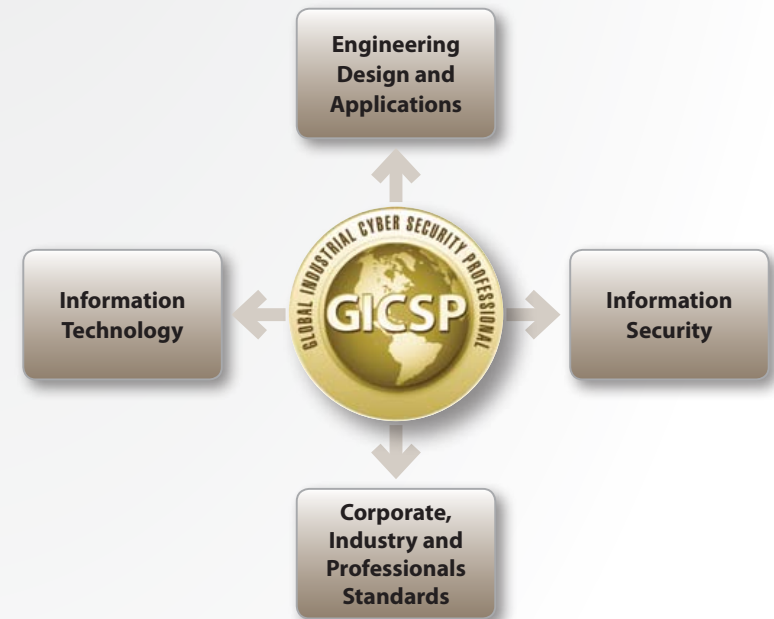 Engineering
Design and
Applications
GLOBAL INDUSTRIAL CYBER SECURITY PROFESSIONAL
GICSP
Information
Technology
Information
Security
Corporate,
Industry and
Professionals
Standards